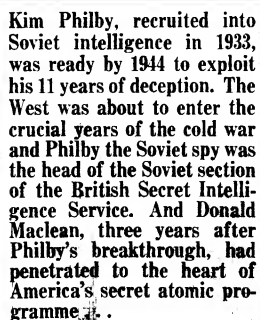 Kim Philby, recruited into
Soviet intelligence in 1933,
was ready by 1944 to exploit
his 11 years of deception. The
West was about to enter the
crucial years of the cold war
and Philby the Soviet spy was
the head of the Soviet section
of the British Secret Intelli-
gence Service. And Donald
Maclean, three years after
Philby's breakthrough, had
penetrated to the heart of
America's secret atomic pro-
gramme . . .